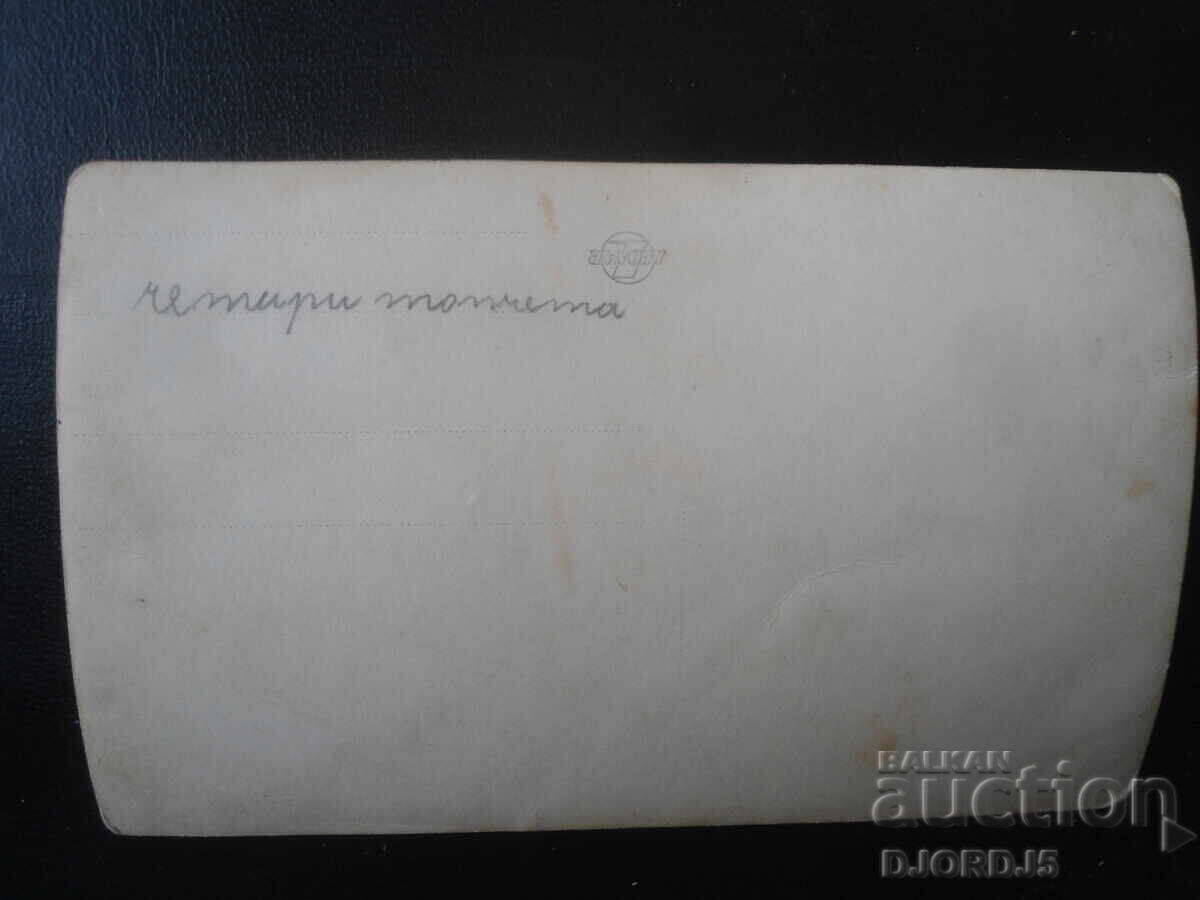 четири топчета
BALKAN
auction
DJORDJ5